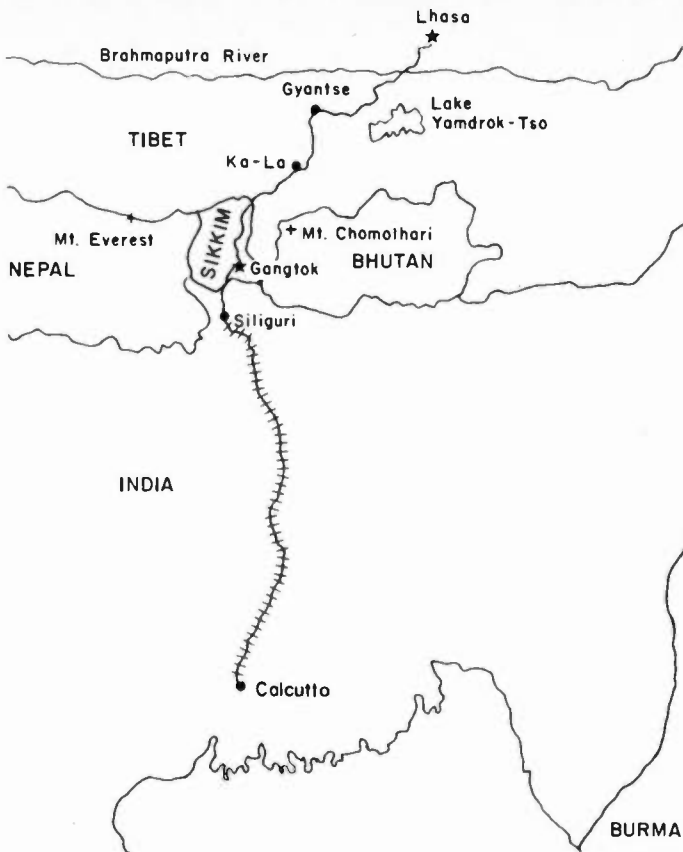 Lhasa
Brahmaputra River
Gyantse
Lake
Yamdrok-Tso
TIBET
Ka-La
Mt. Everest
SIKKIM
Mt. Chomolhari
NEPAL
Gangtok
BHUTAN
Siliguri
INDIA
Calcutta
BURMA